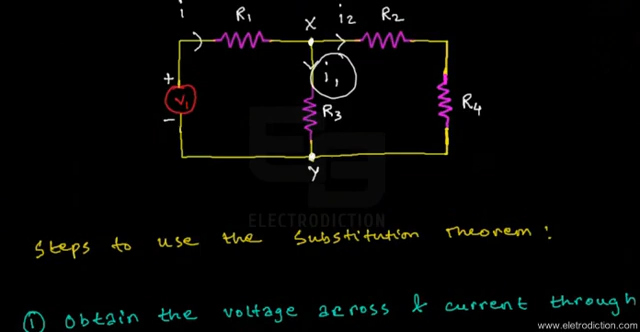 i R1 X i2 R2
+ V1 − i1 R3 R4
Y
ELECTRODICTION
Steps to use the Substitution Theorem:
① Obtain the voltage across & current through
www.eletrodiction.com